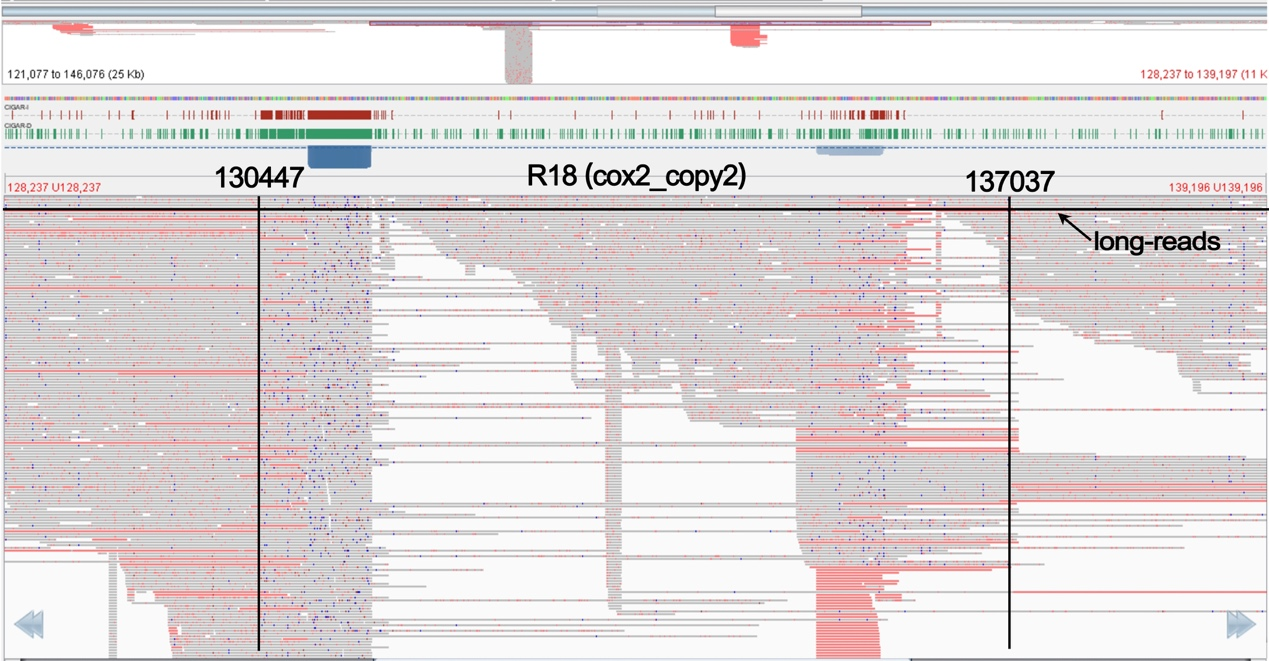 121,077 to 146,076 (25 Kb)
128,237 to 139,197 (11 K
CIGAR-I
CIGAR-D
130447
R18 (cox2_copy2)
137037
128,237 U128,237
139,196 U139,196
long-reads